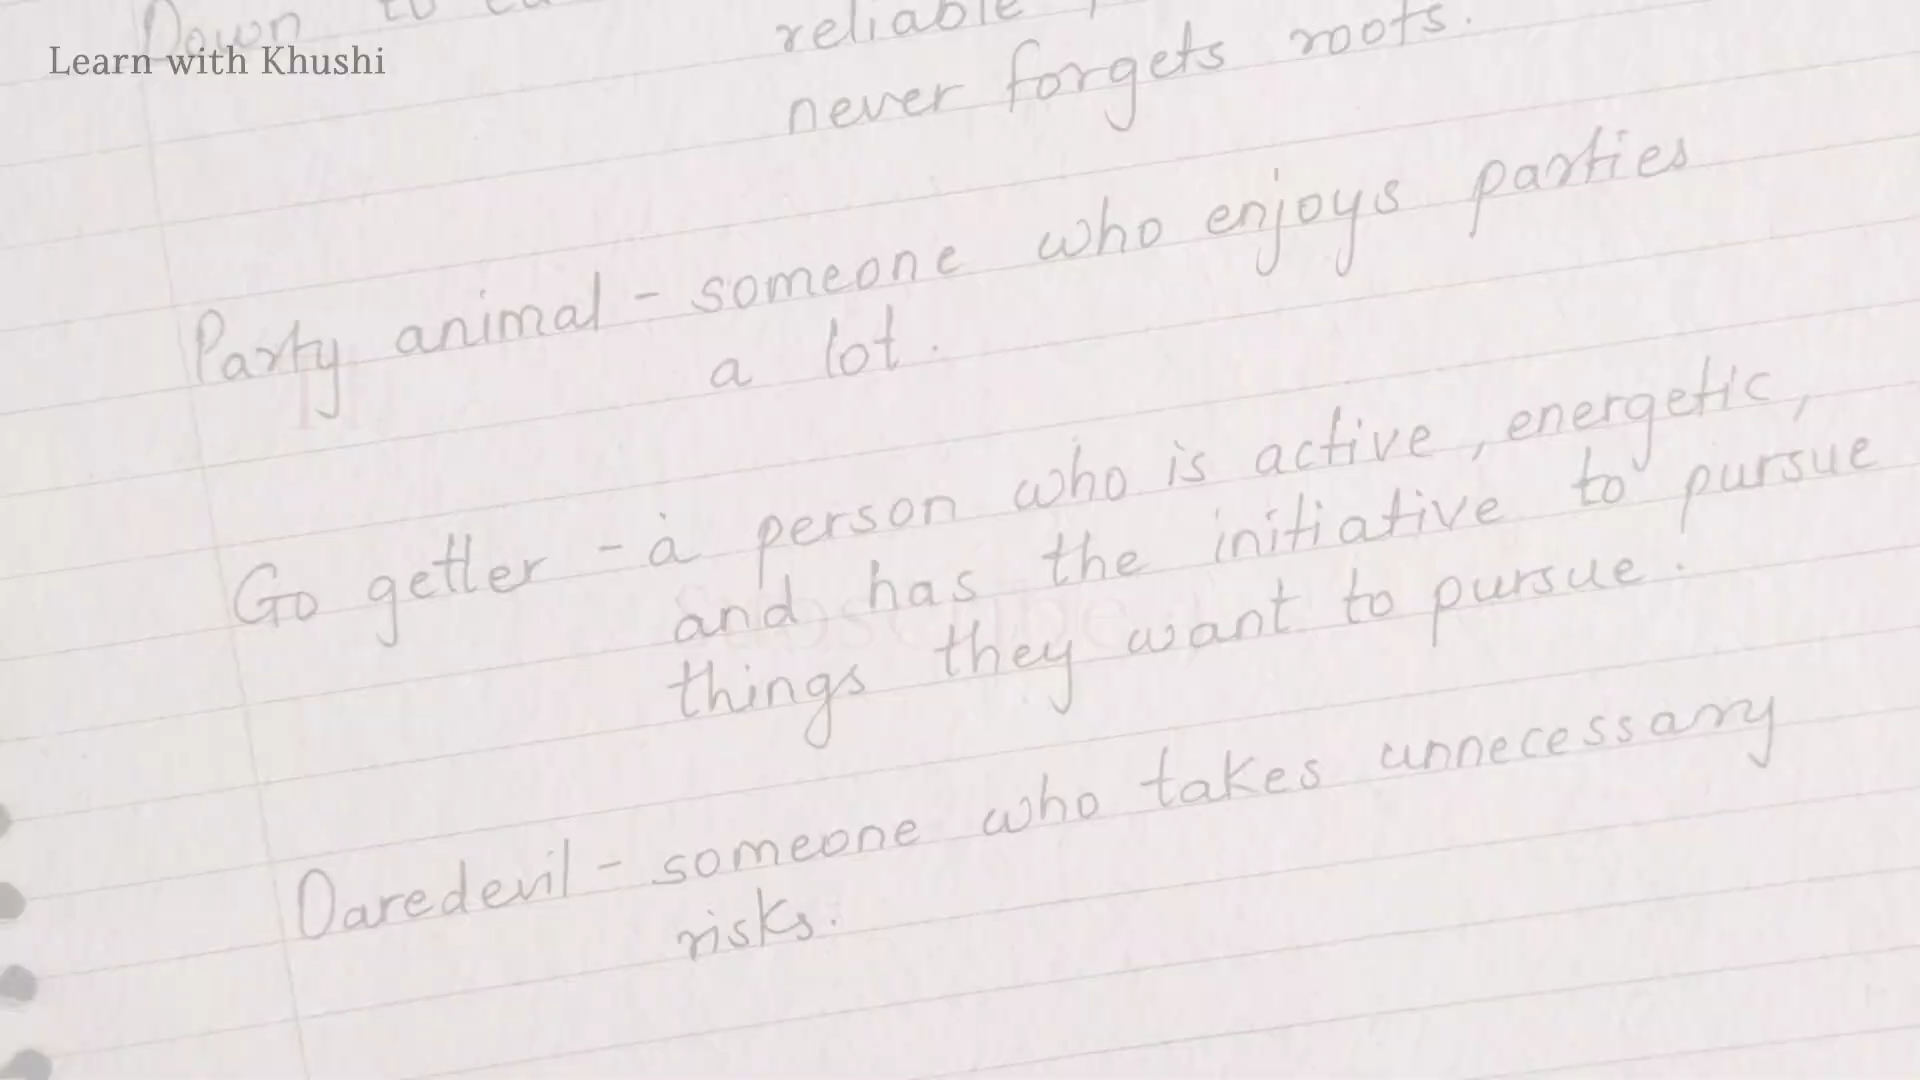 Down to
Learn with Khushi
reliable
never forgets roots.
Party animal - someone who enjoys parties
a lot.
Go getter - a person who is active, energetic,
and has the initiative to pursue
things they want to pursue.
Daredevil - someone who takes unnecessary
risks.